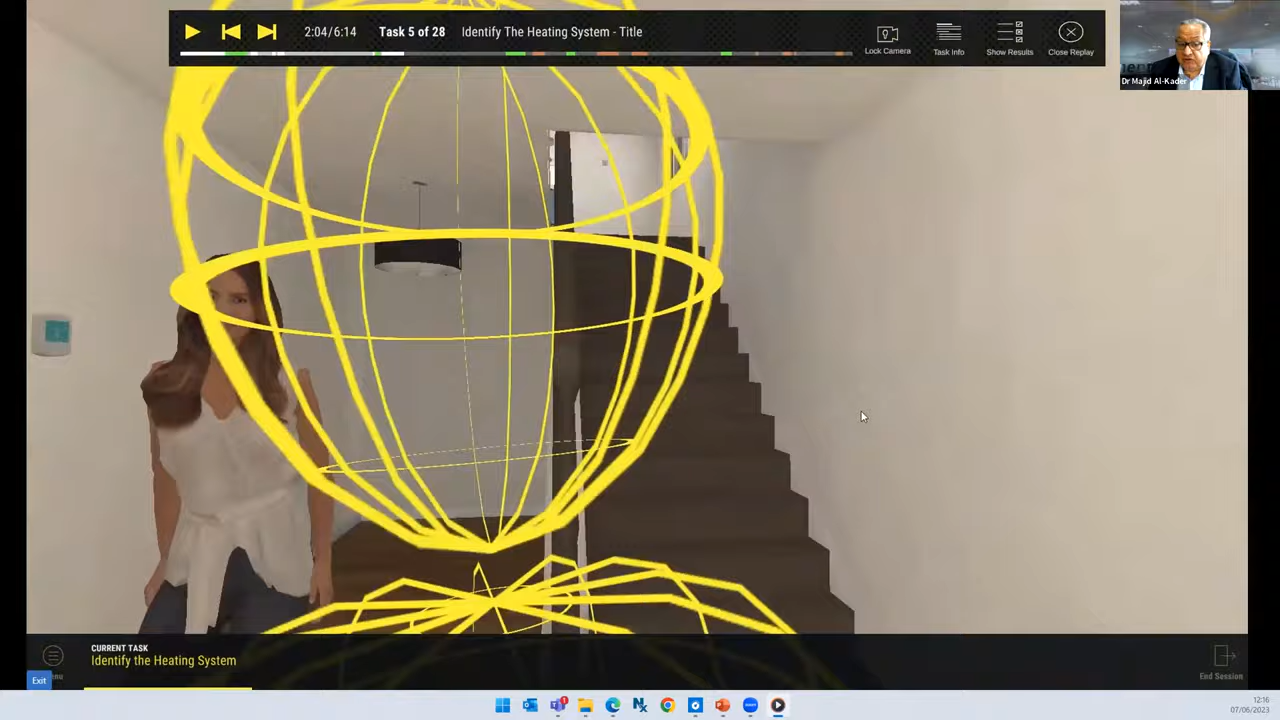 2:04/6:14
Task 5 of 28
Identify The Heating System - Title
Lock Camera
Task Info
Show Results
Close Replay
Dr Majid Al-Kader
CURRENT TASK
Identify the Heating System
Exit
End Session
12:16
07/06/2023